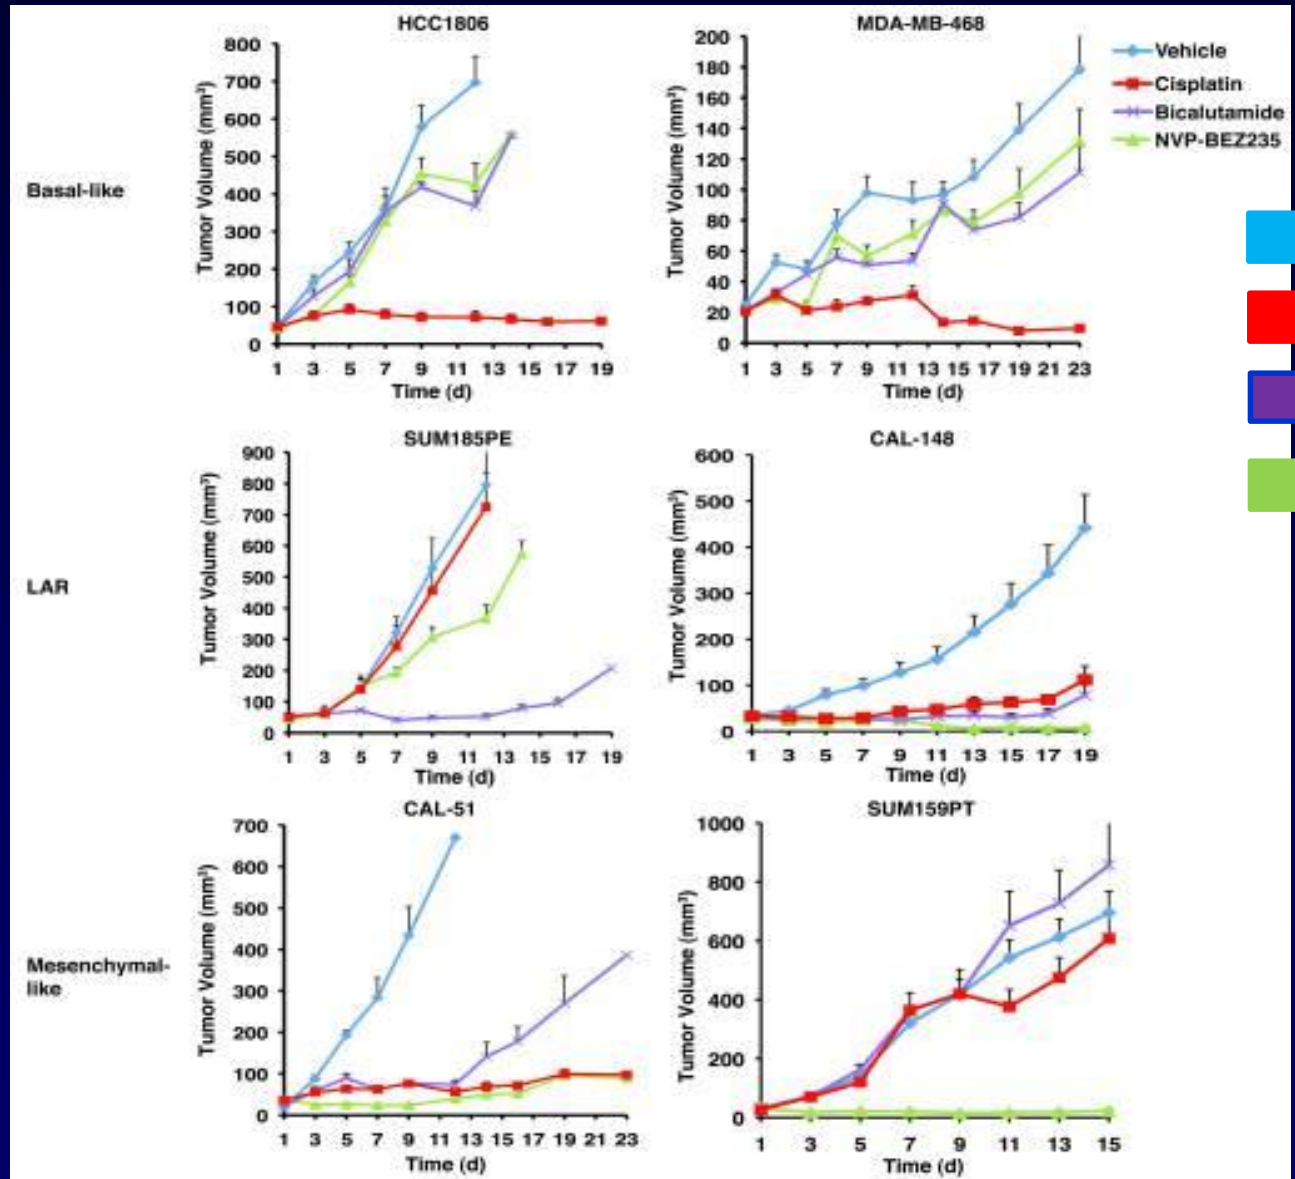 HCC1806
800
700
600
500
400
300
200
100
0
Tumor Volume (mm³)
1 3 5 7 9 11 13 15 17 19
Time (d)
MDA-MB-468
200
180
160
140
120
100
80
60
40
20
0
Tumor Volume (mm³)
1 3 5 7 9 11 13 15 17 19 21 23
Time (d)
Vehicle
Cisplatin
Bicalutamide
NVP-BEZ235
Basal-like
SUM185PE
900
800
700
600
500
400
300
200
100
0
Tumor Volume (mm³)
1 3 5 7 9 11 13 15 17 19
Time (d)
CAL-148
600
500
400
300
200
100
0
Tumor Volume (mm³)
1 3 5 7 9 11 13 15 17 19
Time (d)
LAR
CAL-51
700
600
500
400
300
200
100
0
Tumor Volume (mm³)
1 3 5 7 9 11 13 15 17 19 21 23
Time (d)
SUM159PT
1000
800
600
400
200
0
Tumor Volume (mm³)
1 3 5 7 9 11 13 15
Time (d)
Mesenchymal-
like